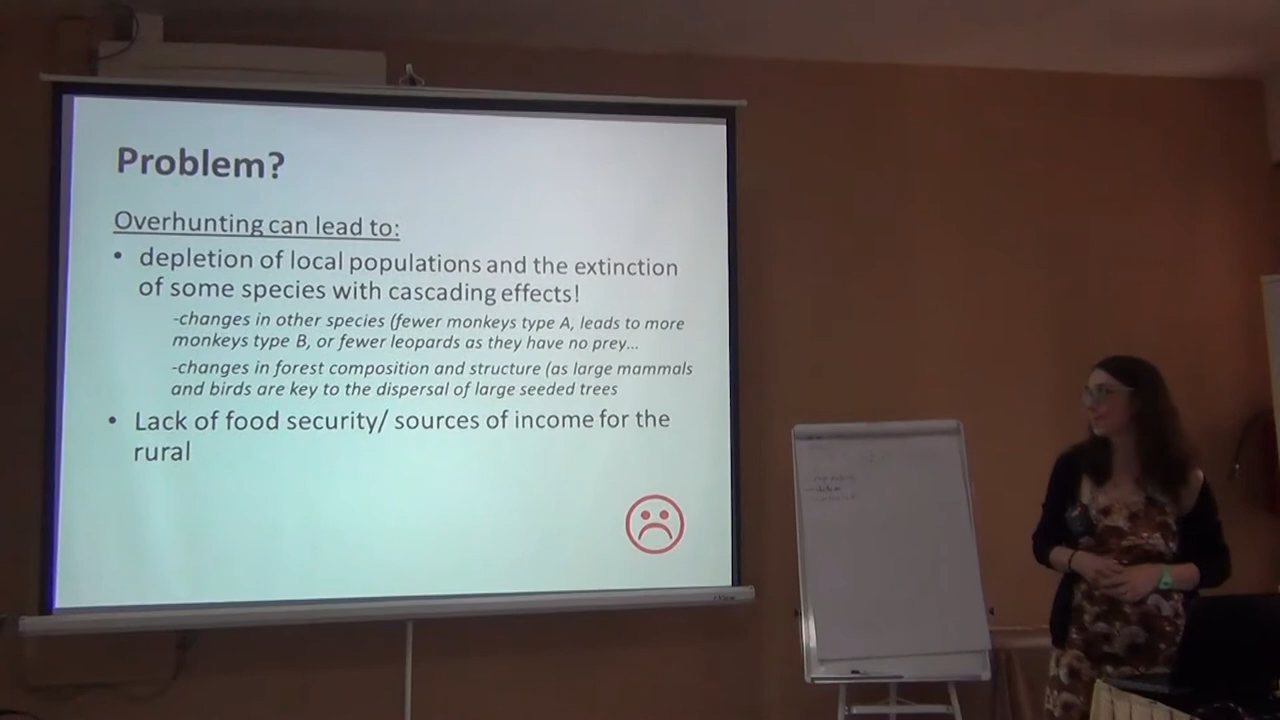 Problem?
Overhunting can lead to:
• depletion of local populations and the extinction
of some species with cascading effects!
-changes in other species (fewer monkeys type A, leads to more
monkeys type B, or fewer leopards as they have no prey...
-changes in forest composition and structure (as large mammals
and birds are key to the dispersal of large seeded trees
• Lack of food security/ sources of income for the
rural